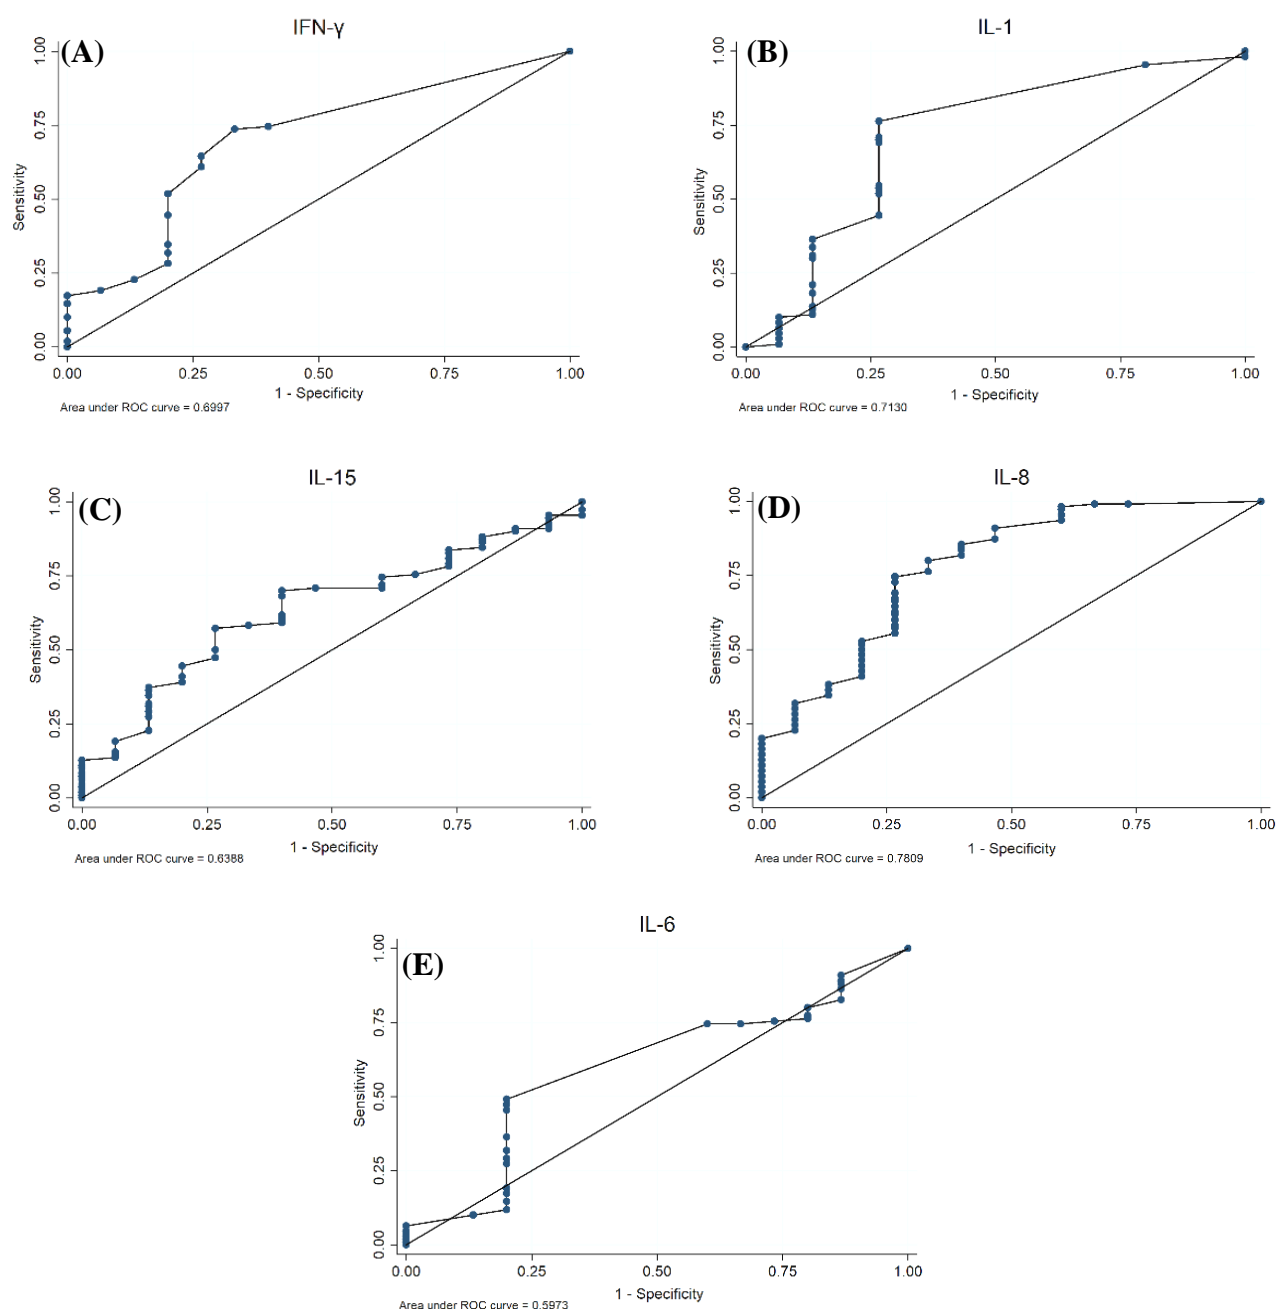 IFN-γ
(A)
1.00
0.75
0.50
0.25
0.00
Sensitivity
0.00 0.25 0.50 0.75 1.00
1 - Specificity
Area under ROC curve = 0.6997
IL-1
(B)
1.00
0.75
0.50
0.25
0.00
Sensitivity
0.00 0.25 0.50 0.75 1.00
1 - Specificity
Area under ROC curve = 0.7130
IL-15
(C)
1.00
0.75
0.50
0.25
0.00
Sensitivity
0.00 0.25 0.50 0.75 1.00
1 - Specificity
Area under ROC curve = 0.6388
IL-8
(D)
1.00
0.75
0.50
0.25
0.00
Sensitivity
0.00 0.25 0.50 0.75 1.00
1 - Specificity
Area under ROC curve = 0.7809
IL-6
(E)
1.00
0.75
0.50
0.25
0.00
Sensitivity
0.00 0.25 0.50 0.75 1.00
1 - Specificity
Area under ROC curve = 0.5973